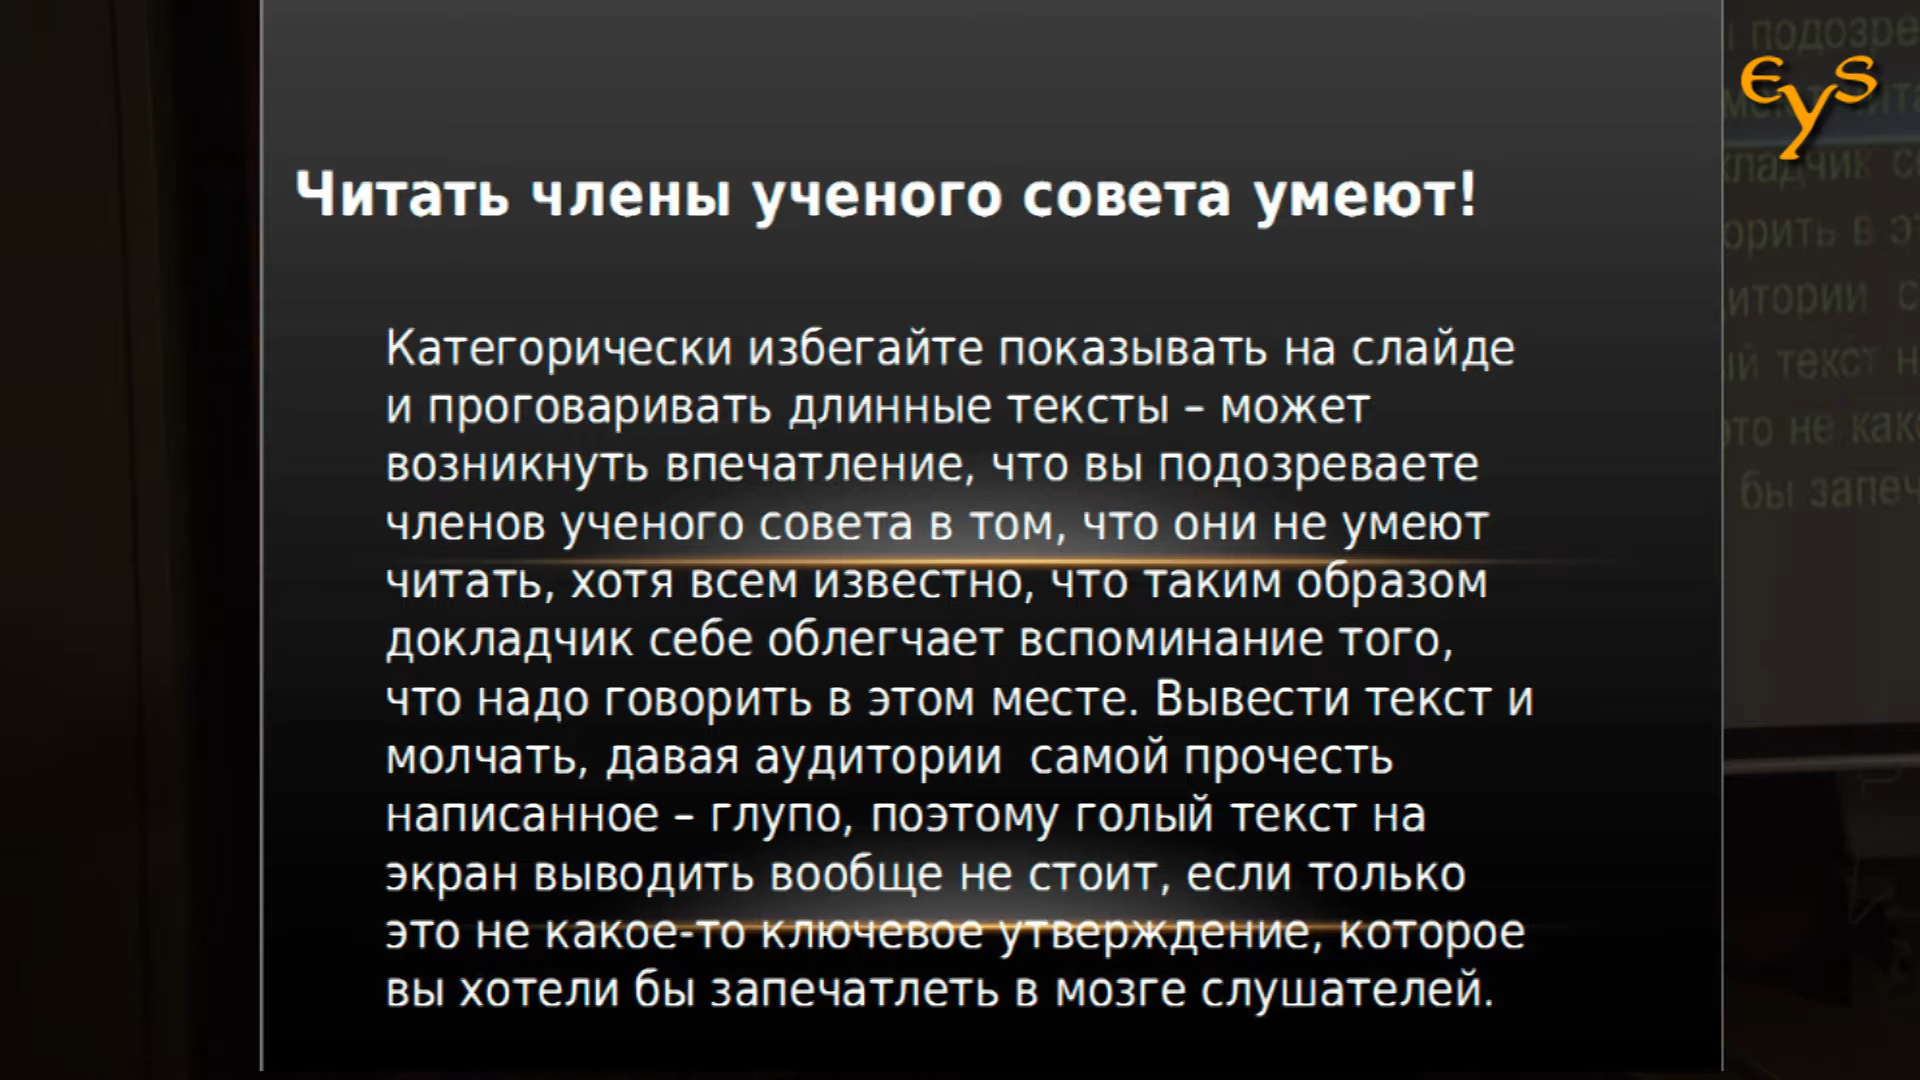 Читать члены ученого совета умеют!
Категорически избегайте показывать на слайде
и проговаривать длинные тексты – может
возникнуть впечатление, что вы подозреваете
членов ученого совета в том, что они не умеют
читать, хотя всем известно, что таким образом
докладчик себе облегчает вспоминание того,
что надо говорить в этом месте. Вывести текст и
молчать, давая аудитории  самой прочесть
написанное – глупо, поэтому голый текст на
экран выводить вообще не стоит, если только
это не какое-то ключевое утверждение, которое
вы хотели бы запечатлеть в мозге слушателей.
eys